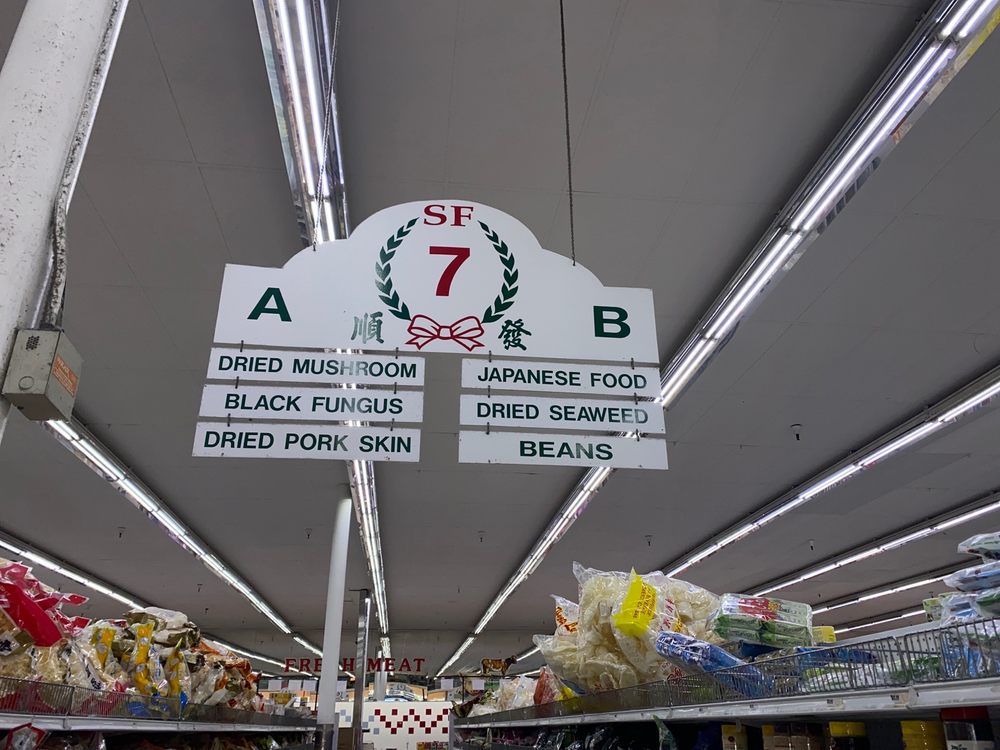 SF
7
A
B
順 發
DRIED MUSHROOM
BLACK FUNGUS
DRIED PORK SKIN
JAPANESE FOOD
DRIED SEAWEED
BEANS
FRESH MEAT